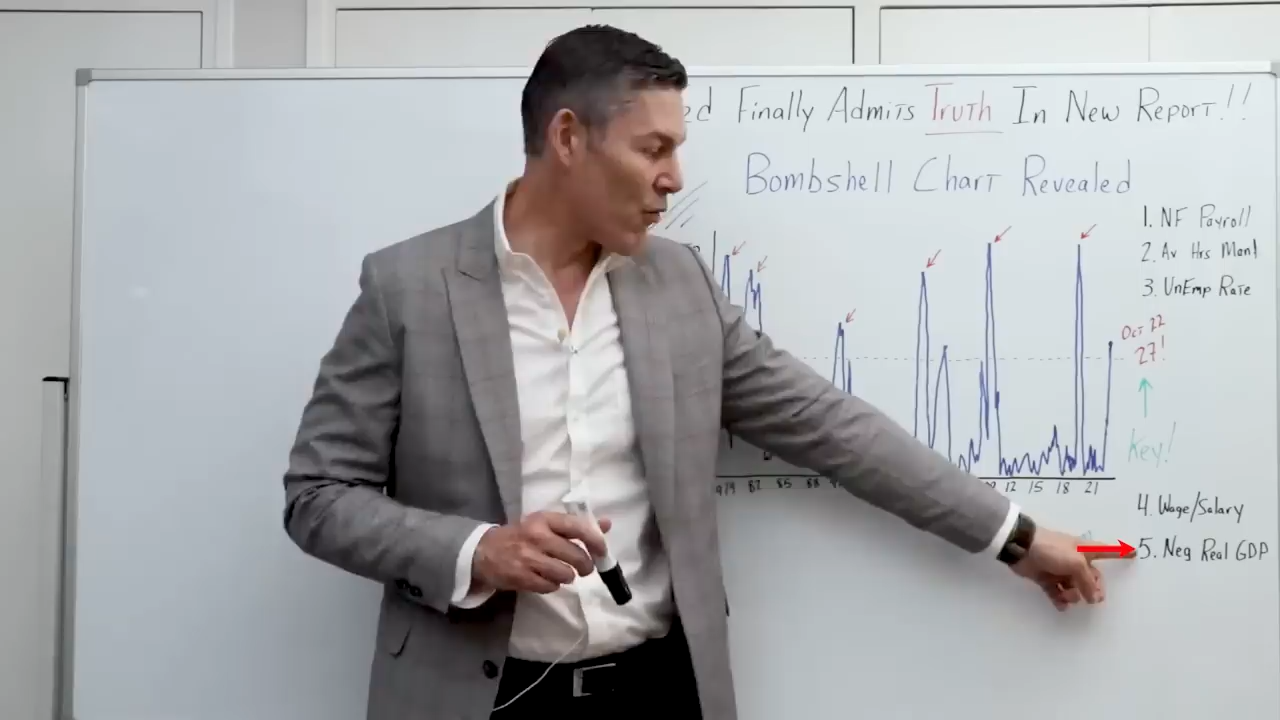 Finally Admits Truth In New Report!!
Bombshell Chart Revealed
1. NF Payroll
2. Av Hrs Manf
3. UnEmp Rate
Oct 22
27!
Key!
82 85 88 12 15 18 21
4. Wage/Salary
5. Neg Real GDP